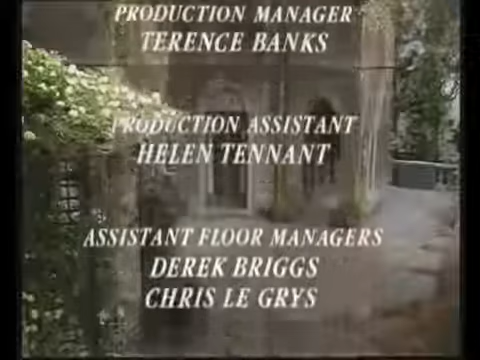 PRODUCTION MANAGER
TERENCE BANKS
PRODUCTION ASSISTANT
HELEN TENNANT
ASSISTANT FLOOR MANAGERS
DEREK BRIGGS
CHRIS LE GRYS